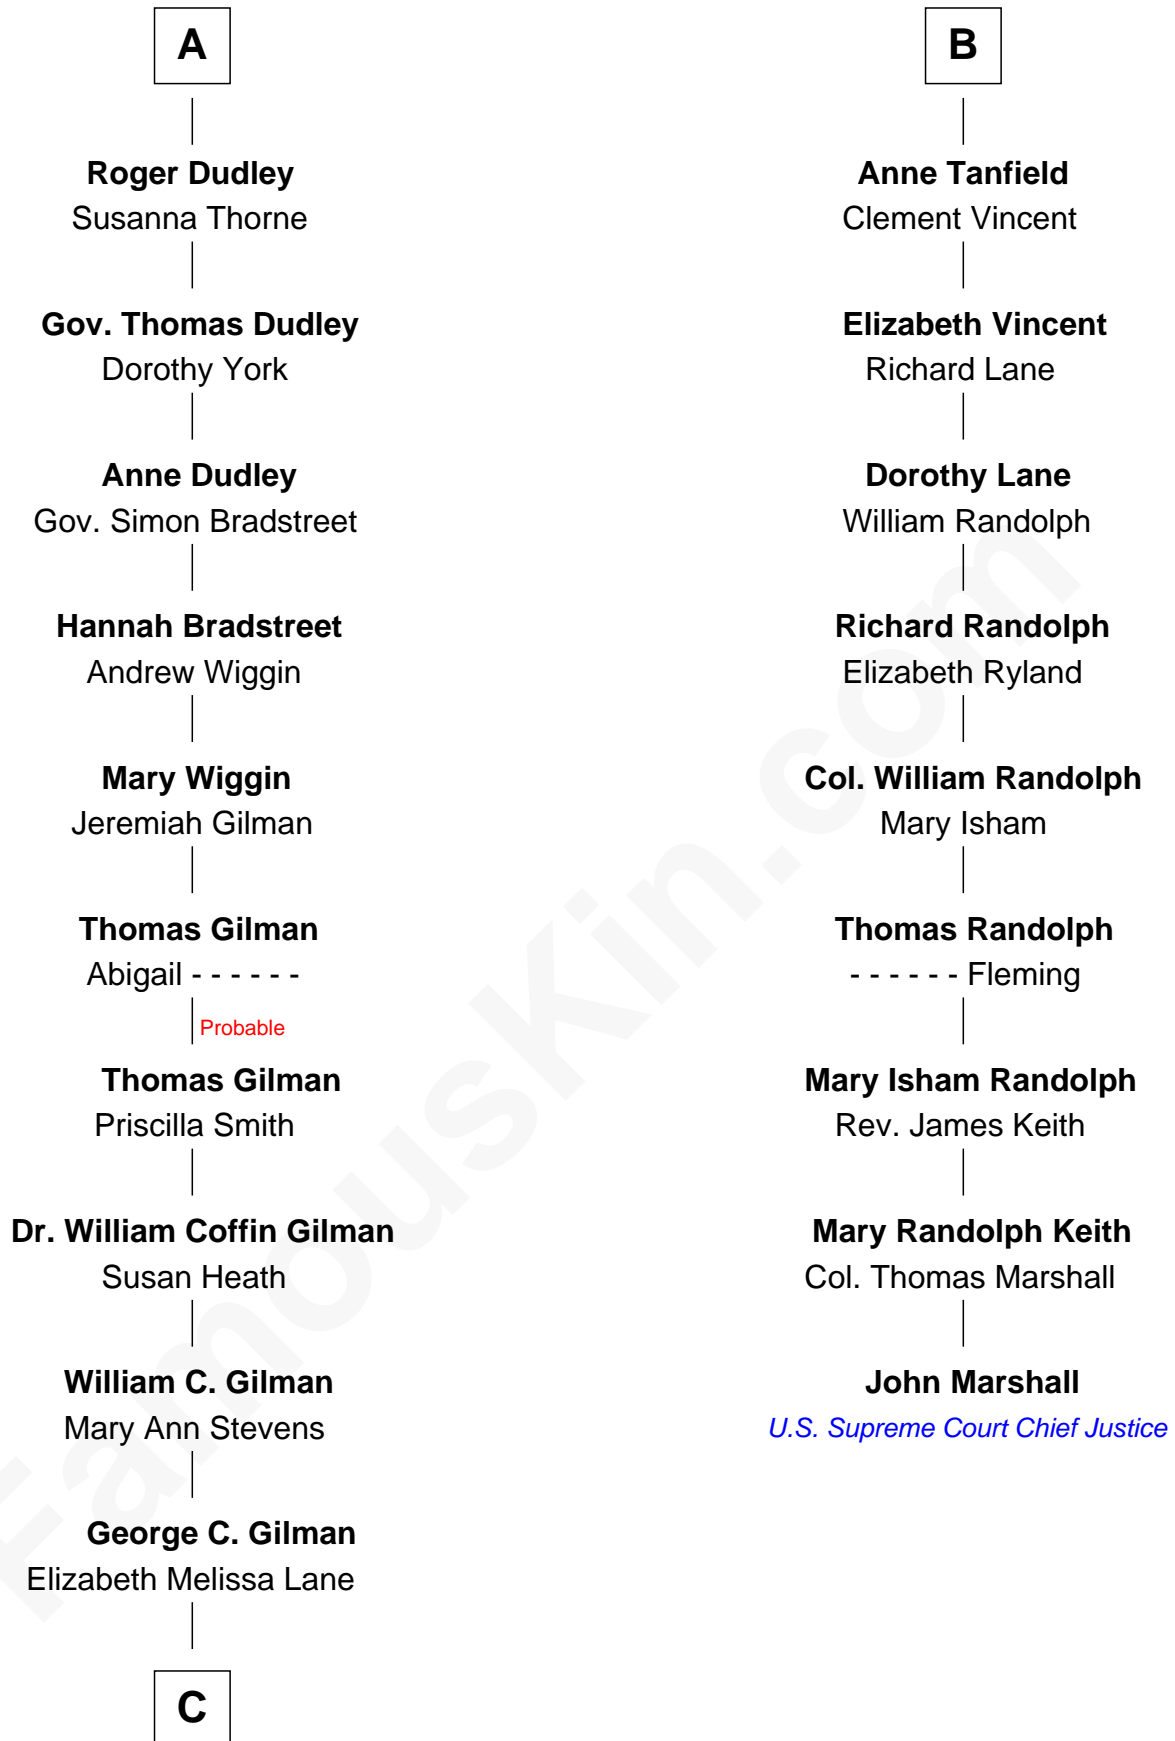 A
Roger Dudley
Susanna Thorne
Gov. Thomas Dudley
Dorothy York
Anne Dudley
Gov. Simon Bradstreet
Hannah Bradstreet
Andrew Wiggin
Mary Wiggin
Jeremiah Gilman
Thomas Gilman
Abigail - - - - - -
Probable
Thomas Gilman
Priscilla Smith
Dr. William Coffin Gilman
Susan Heath
William C. Gilman
Mary Ann Stevens
George C. Gilman
Elizabeth Melissa Lane
C
B
Anne Tanfield
Clement Vincent
Elizabeth Vincent
Richard Lane
Dorothy Lane
William Randolph
Richard Randolph
Elizabeth Ryland
Col. William Randolph
Mary Isham
Thomas Randolph
- - - - - - Fleming
Mary Isham Randolph
Rev. James Keith
Mary Randolph Keith
Col. Thomas Marshall
John Marshall
U.S. Supreme Court Chief Justice
FamousKin.com